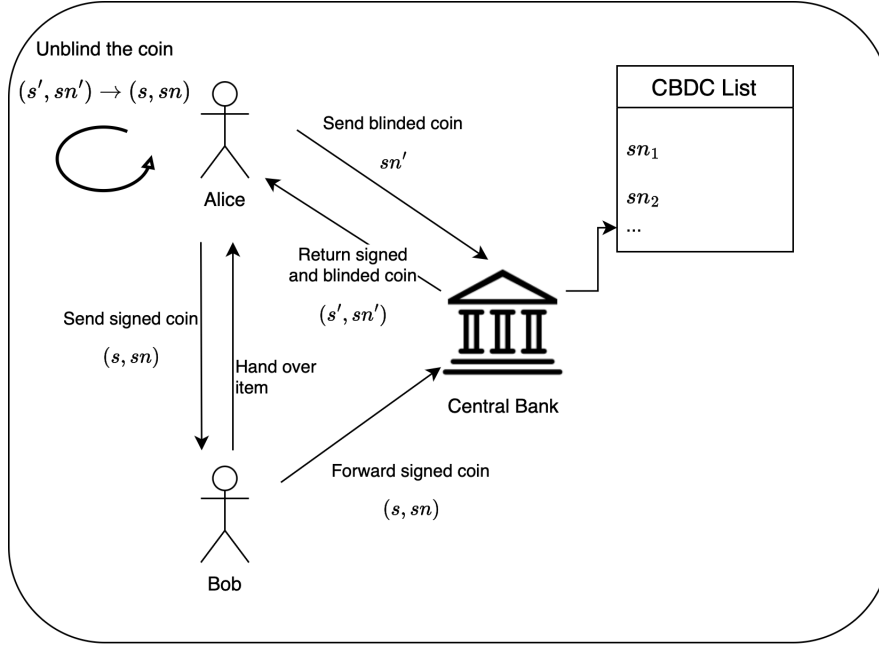 Unblind the coin
(s′, sn′) → (s, sn)
Alice
Send blinded coin
sn′
CBDC List
sn₁
sn₂
...
Return signed
and blinded coin
(s′, sn′)
Send signed coin
(s, sn)
Hand over
item
Central Bank
Forward signed coin
(s, sn)
Bob